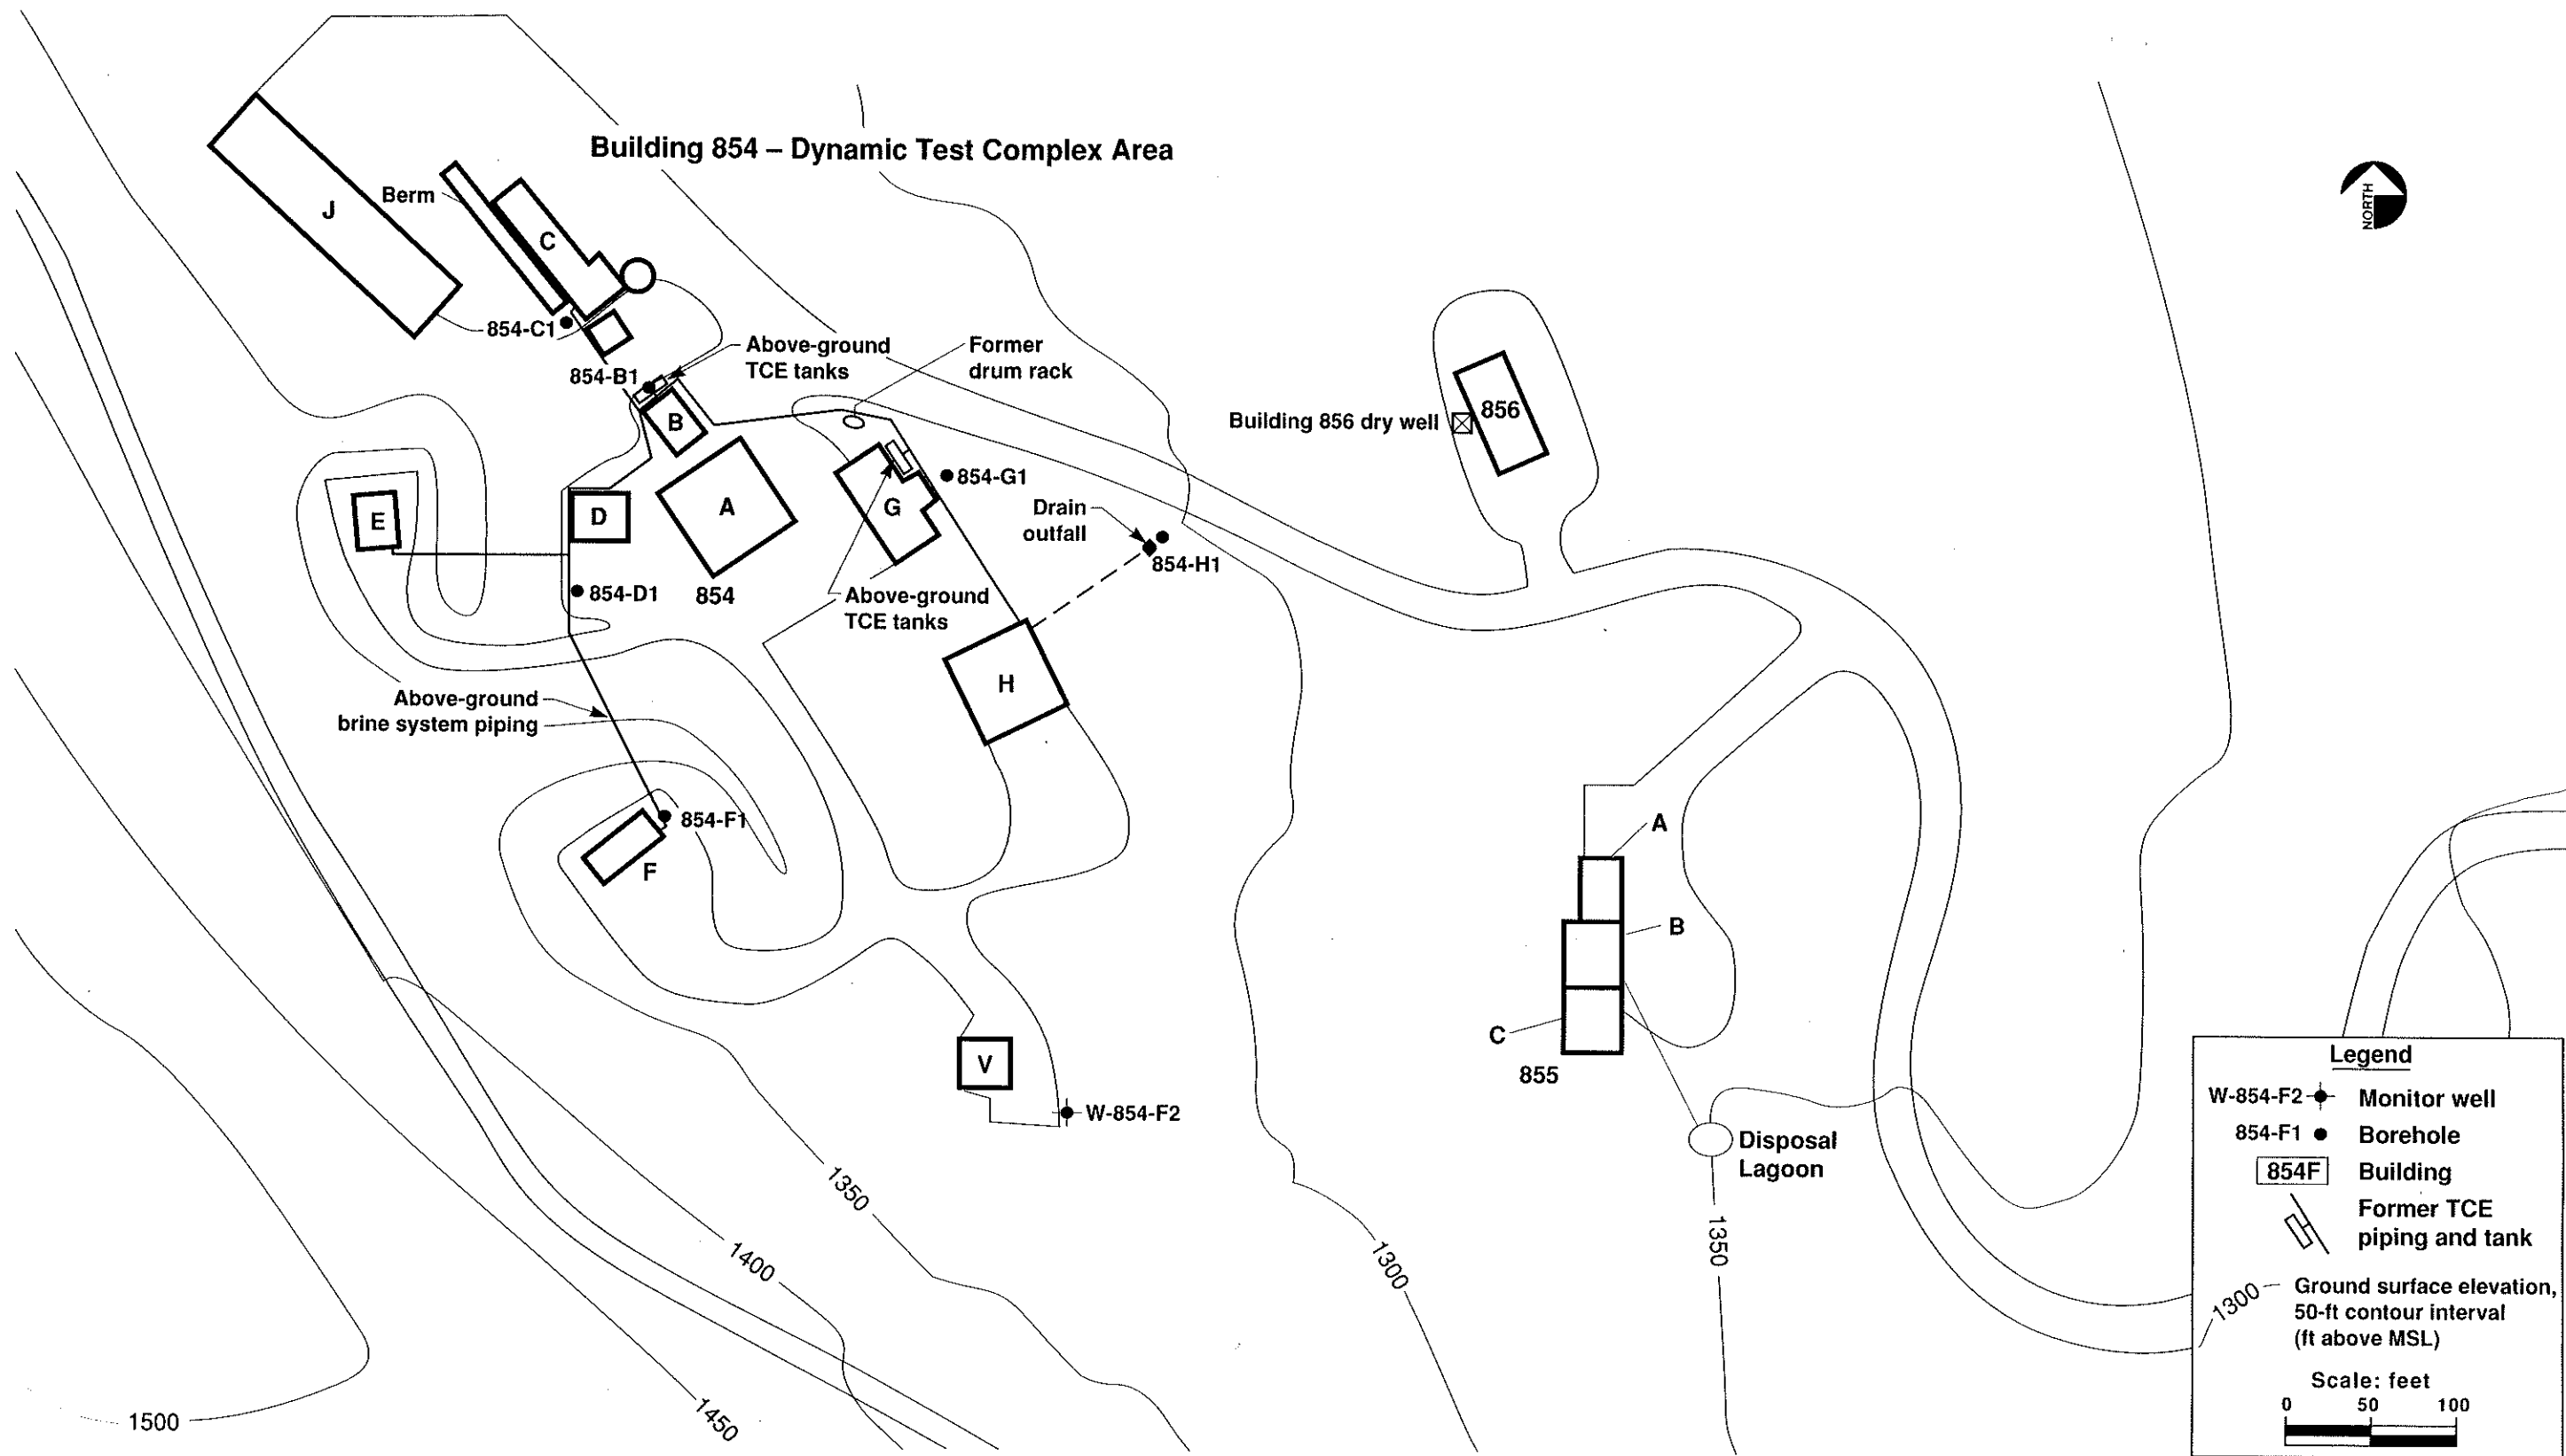 Building 854 – Dynamic Test Complex Area
J
Berm
C
NORTH
854-C1
Above-ground
TCE tanks
Former
drum rack
854-B1
B
Building 856 dry well
856
E
D
A
G
854-G1
Drain
outfall
854-H1
854-D1
854
Above-ground
TCE tanks
H
Above-ground
brine system piping
854-F1
F
A
B
C
855
V
W-854-F2
Disposal
Lagoon
1350
1400
1300
1350
1450
1500
Legend
W-854-F2 Monitor well
854-F1 Borehole
854F Building
Former TCE
piping and tank
1300 Ground surface elevation,
50-ft contour interval
(ft above MSL)
Scale: feet
0 50 100